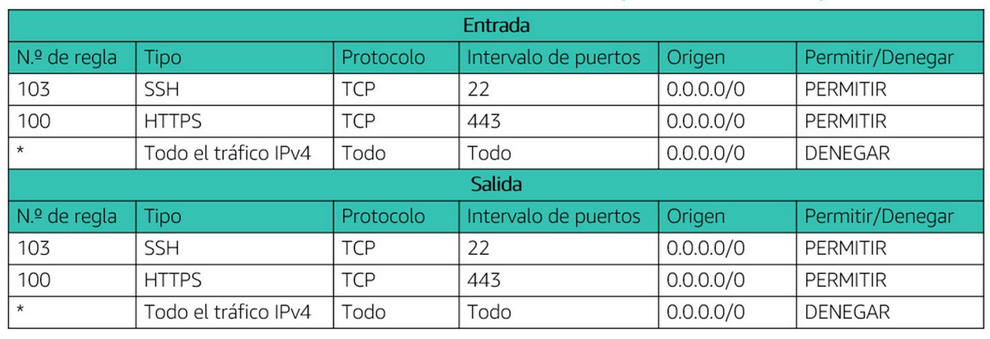 Entrada
N.º de regla Tipo Protocolo Intervalo de puertos Origen Permitir/Denegar
103 SSH TCP 22 0.0.0.0/0 PERMITIR
100 HTTPS TCP 443 0.0.0.0/0 PERMITIR
* Todo el tráfico IPv4 Todo Todo 0.0.0.0/0 DENEGAR
Salida
N.º de regla Tipo Protocolo Intervalo de puertos Origen Permitir/Denegar
103 SSH TCP 22 0.0.0.0/0 PERMITIR
100 HTTPS TCP 443 0.0.0.0/0 PERMITIR
* Todo el tráfico IPv4 Todo Todo 0.0.0.0/0 DENEGAR